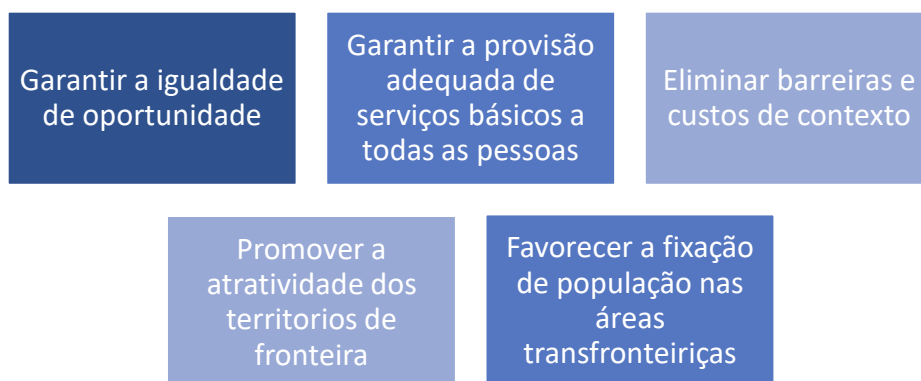 Garantir a igualdade
de oportunidade
Garantir a provisão
adequada de
serviços básicos a
todas as pessoas
Eliminar barreiras e
custos de contexto
Promover a
atratividade dos
territorios de
fronteira
Favorecer a fixação
de população nas
áreas
transfronteiriças